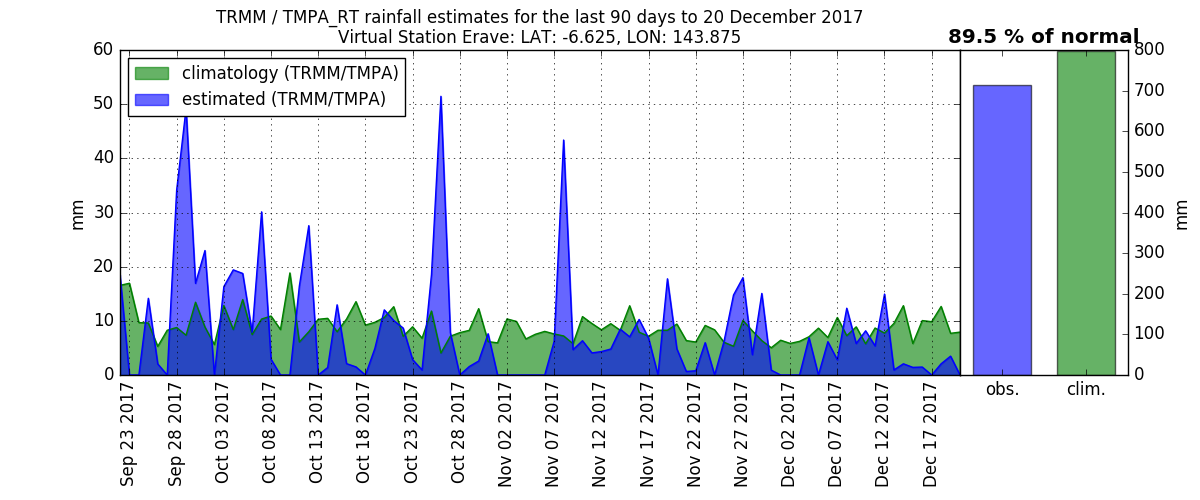 TRMM / TMPA_RT rainfall estimates for the last 90 days to 20 December 2017
Virtual Station Erave: LAT: -6.625, LON: 143.875
89.5 % of normal
climatology (TRMM/TMPA)
estimated (TRMM/TMPA)
60
50
40
30
20
10
0
mm
Sep 23 2017
Sep 28 2017
Oct 03 2017
Oct 08 2017
Oct 13 2017
Oct 18 2017
Oct 23 2017
Oct 28 2017
Nov 02 2017
Nov 07 2017
Nov 12 2017
Nov 17 2017
Nov 22 2017
Nov 27 2017
Dec 02 2017
Dec 07 2017
Dec 12 2017
Dec 17 2017
obs.
clim.
800
700
600
500
400
300
200
100
0
mm